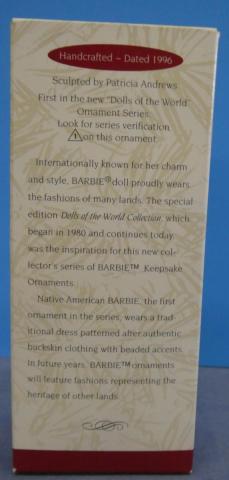 Handcrafted ~ Dated 1996
Sculpted by Patricia Andrews
First in the new "Dolls of the World"
Ornament Series.
Look for series verification
1 on this ornament.
Internationally known for her charm
and style, BARBIE® doll proudly wears
the fashions of many lands. The special
edition Dolls of the World Collection, which
began in 1980 and continues today,
was the inspiration for this new col-
lector's series of BARBIE™ Keepsake
Ornaments.
Native American BARBIE, the first
ornament in the series, wears a trad-
itional dress patterned after authentic
buckskin clothing with beaded accents.
In future years, BARBIE™ ornaments
will feature fashions representing the
heritage of other lands.